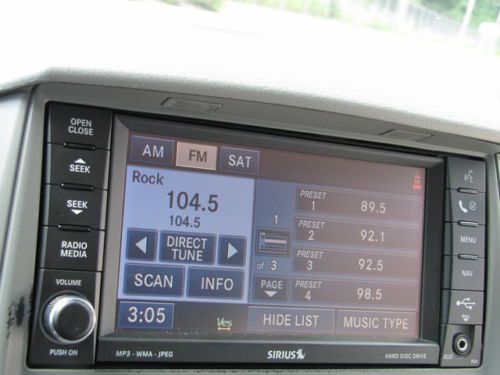 OPEN
CLOSE
SEEK
SEEK
RADIO
MEDIA
VOLUME
PUSH ON
AM
FM
SAT
Rock
104.5
104.5
DIRECT
TUNE
SCAN
INFO
3:05
Yes
1
of 3
PAGE
PRESET
1 89.5
PRESET
2 92.1
PRESET
3 92.5
PRESET
4 98.5
HIDE LIST
MUSIC TYPE
MP3 - WMA - JPEG
SIRIUS
HARD DISC DRIVE
MENU
NAV
AUX